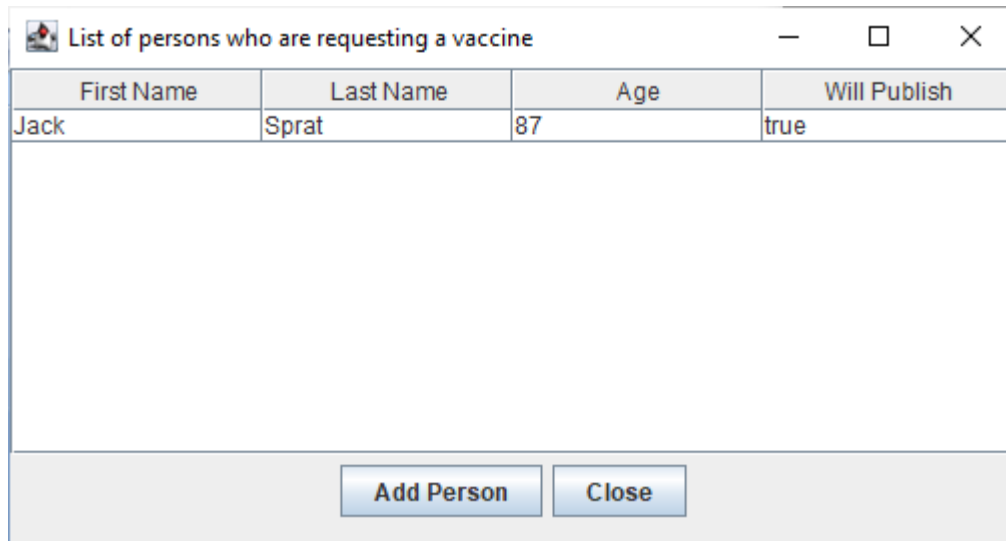 List of persons who are requesting a vaccine
First Name Last Name Age Will Publish
Jack Sprat 87 true
Add Person Close